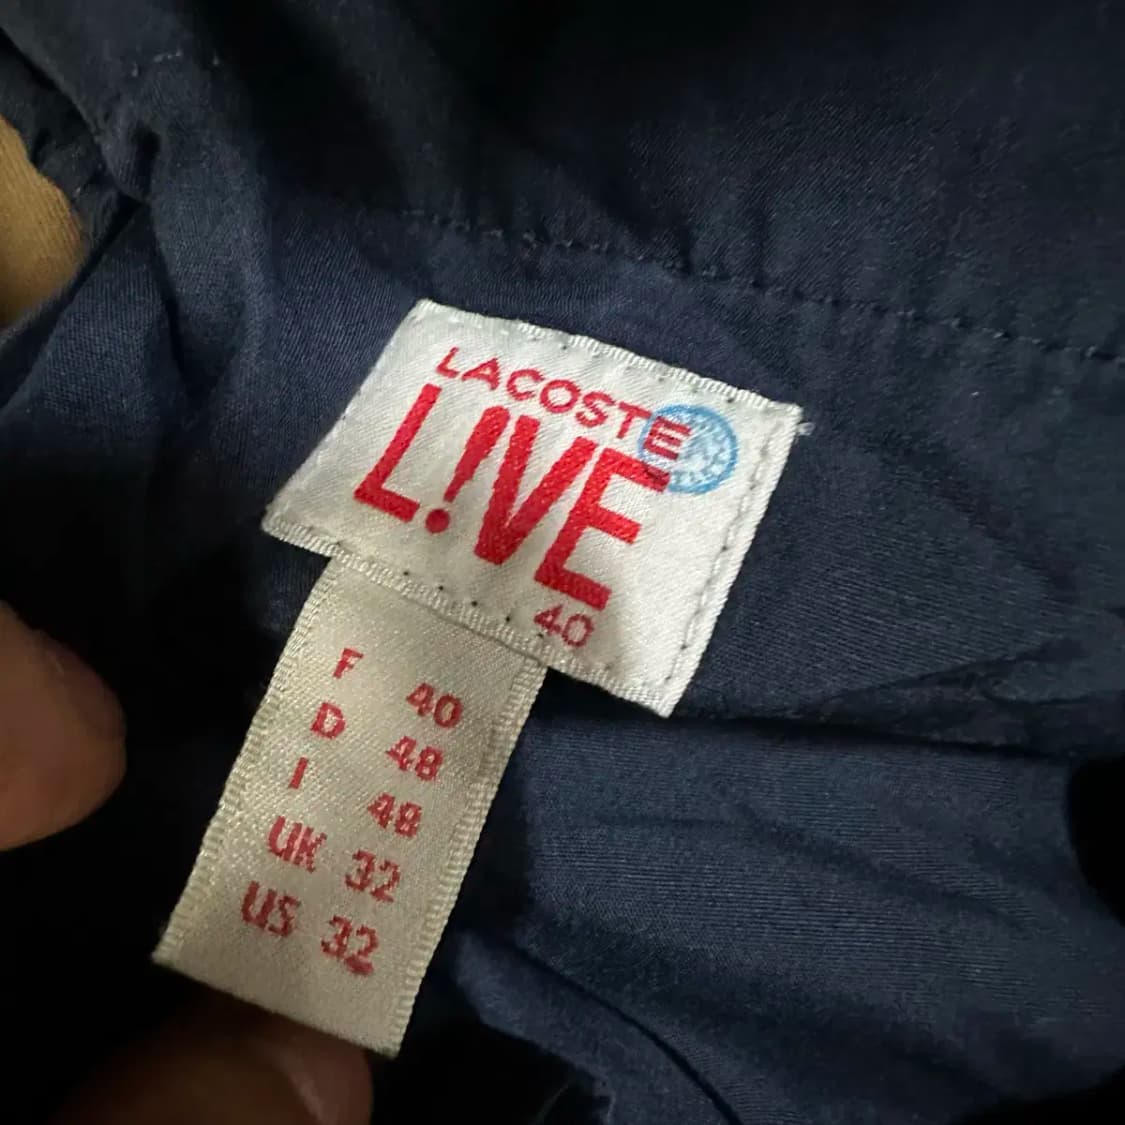 LACOSTE
L!VE
40
F 40
D 48
I 48
UK 32
US 32